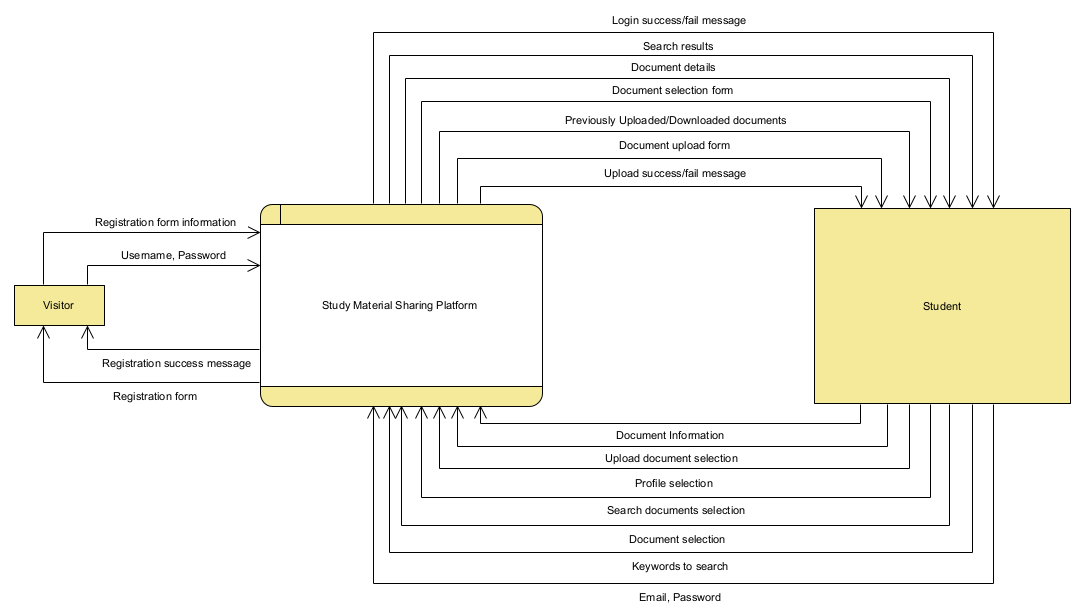 Login success/fail message
Search results
Document details
Document selection form
Previously Uploaded/Downloaded documents
Document upload form
Upload success/fail message
Registration form information
Username, Password
Visitor
Study Material Sharing Platform
Student
Registration success message
Registration form
Document Information
Upload document selection
Profile selection
Search documents selection
Document selection
Keywords to search
Email, Password